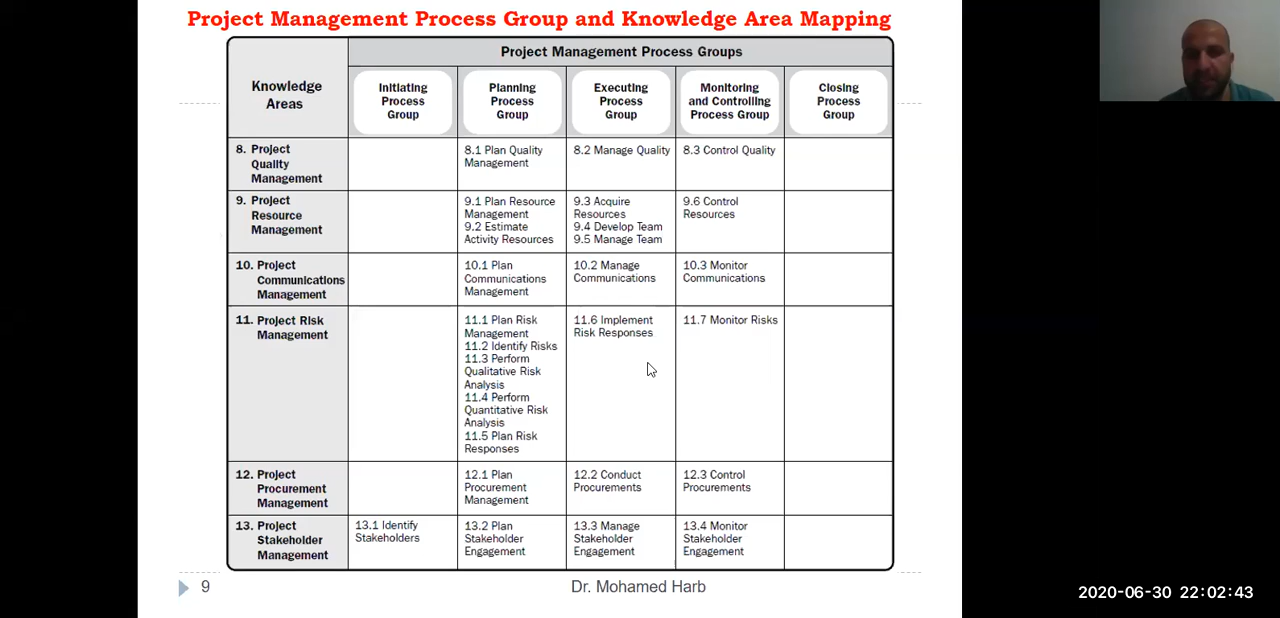 Project Management Process Group and Knowledge Area Mapping
Project Management Process Groups
Knowledge
Areas
Initiating
Process
Group
Planning
Process
Group
Executing
Process
Group
Monitoring
and Controlling
Process Group
Closing
Process
Group
8. Project
Quality
Management
8.1 Plan Quality
Management
8.2 Manage Quality
8.3 Control Quality
9. Project
Resource
Management
9.1 Plan Resource
Management
9.2 Estimate
Activity Resources
9.3 Acquire
Resources
9.4 Develop Team
9.5 Manage Team
9.6 Control
Resources
10. Project
Communications
Management
10.1 Plan
Communications
Management
10.2 Manage
Communications
10.3 Monitor
Communications
11. Project Risk
Management
11.1 Plan Risk
Management
11.2 Identify Risks
11.3 Perform
Qualitative Risk
Analysis
11.4 Perform
Quantitative Risk
Analysis
11.5 Plan Risk
Responses
11.6 Implement
Risk Responses
11.7 Monitor Risks
12. Project
Procurement
Management
12.1 Plan
Procurement
Management
12.2 Conduct
Procurements
12.3 Control
Procurements
13. Project
Stakeholder
Management
13.1 Identify
Stakeholders
13.2 Plan
Stakeholder
Engagement
13.3 Manage
Stakeholder
Engagement
13.4 Monitor
Stakeholder
Engagement
9
Dr. Mohamed Harb
2020-06-30 22:02:43